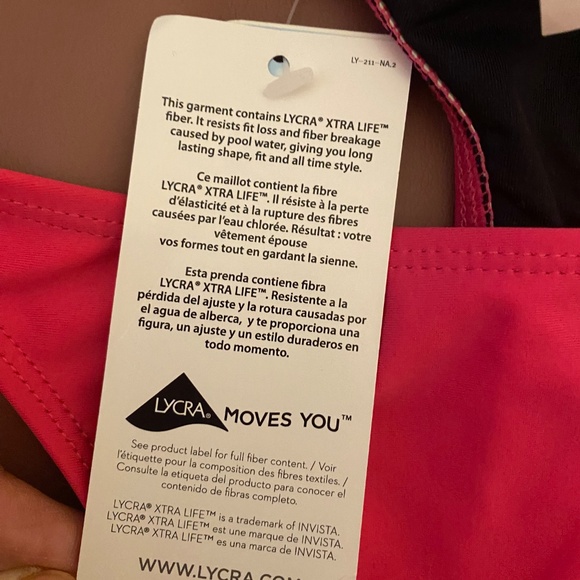 LY-211-NA.2
This garment contains LYCRA® XTRA LIFE™
fiber. It resists fit loss and fiber breakage
caused by pool water, giving you long
lasting shape, fit and all time style.
Ce maillot contient la fibre
LYCRA® XTRA LIFE™. Il résiste à la perte
d'élasticité et à la rupture des fibres
causées par l'eau chlorée. Résultat : votre
vêtement épouse
vos formes tout en gardant la sienne.
Esta prenda contiene fibra
LYCRA® XTRA LIFE™. Resistente a la
pérdida del ajuste y la rotura causadas por
el agua de alberca, y te proporciona una
figura, un ajuste y un estilo duraderos en
todo momento.
LYCRA® MOVES YOU™
See product label for full fiber content. / Voir
l'étiquette pour la composition des fibres textiles. /
Consulte la etiqueta del producto para conocer el
contenido de fibras completo.
LYCRA® XTRA LIFE™ is a trademark of INVISTA.
LYCRA® XTRA LIFE™ est une marque de INVISTA.
LYCRA® XTRA LIFE™ es una marca de INVISTA.
WWW.LYCRA.COM